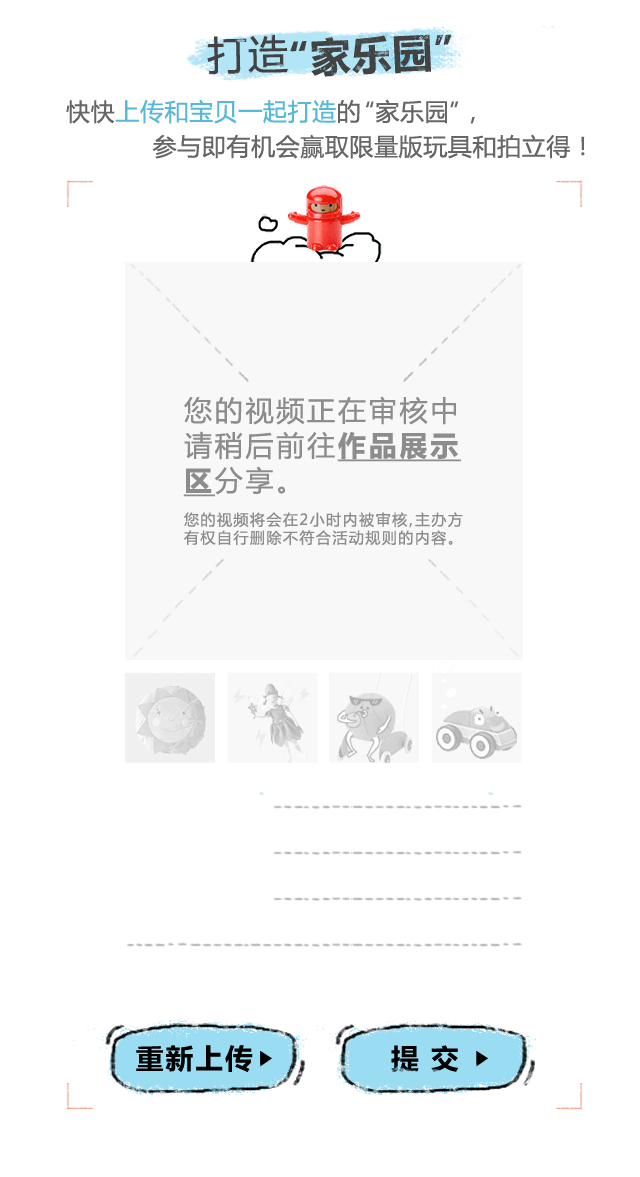 打造“家乐园”
快快上传和宝贝一起打造的“家乐园”,
参与即有机会赢取限量版玩具和拍立得！
您的视频正在审核中
请稍后前往作品展示
区分享。
您的视频将会在2小时内被审核,主办方
有权自行删除不符合活动规则的内容。
重新上传
提 交